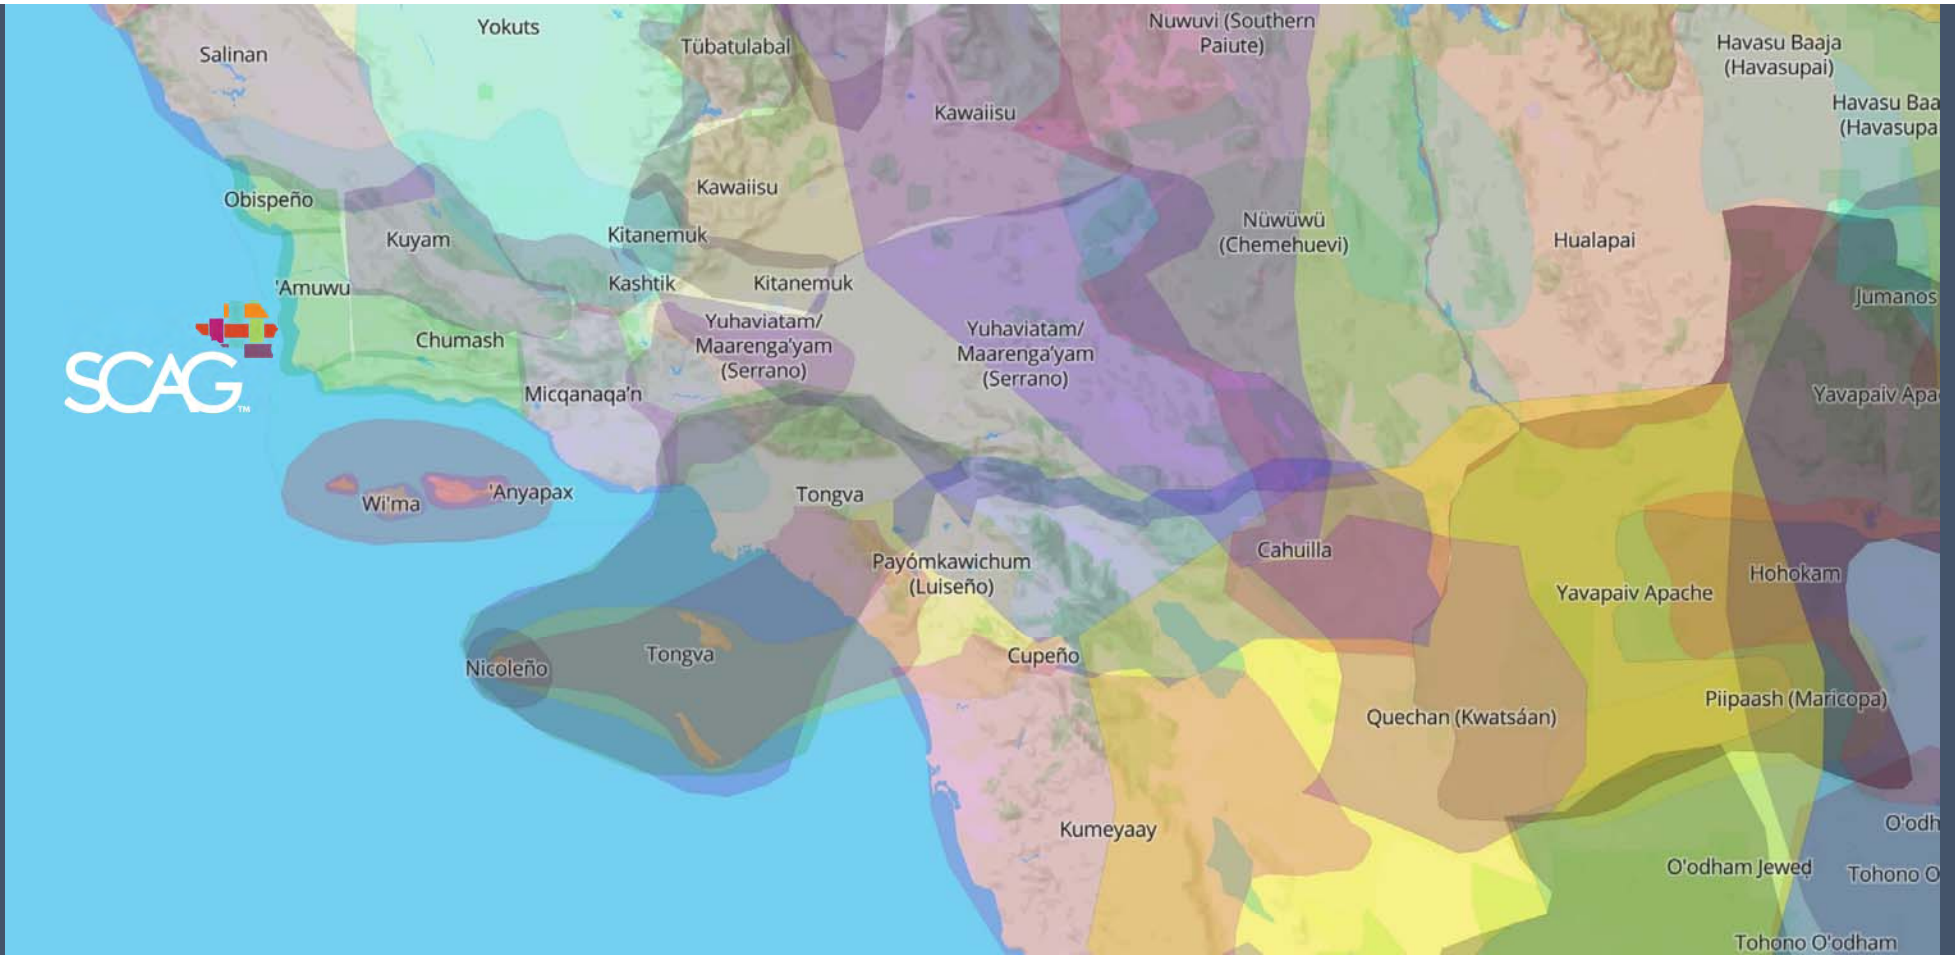 Yokuts
Salinan
Tübatulabal
Nuwuvi (Southern
Paiute)
Havasu Baaja
(Havasupai)
Kawaiisu
Havasu Baa
(Havasupa
Obispeño
Kuyam
Kawaiisu
Kitanemuk
Nüwüwü
(Chemehuevi)
Hualapai
'Amuwu
Kashtik
Kitanemuk
Jumanos
SCAG™
Chumash
Yuhaviatam/
Maarenga'yam
(Serrano)
Yuhaviatam/
Maarenga'yam
(Serrano)
Micqanaqa'n
Yavapaiv Apa
Wi'ma
'Anyapax
Tongva
Cahuilla
Payómkawichum
(Luiseño)
Hohokam
Yavapaiv Apache
Nicoleño
Tongva
Cupeño
Piipaash (Maricopa)
Quechan (Kwatsáan)
Kumeyaay
O'odh
O'odham Jeweḍ
Tohono O
Tohono O'odham